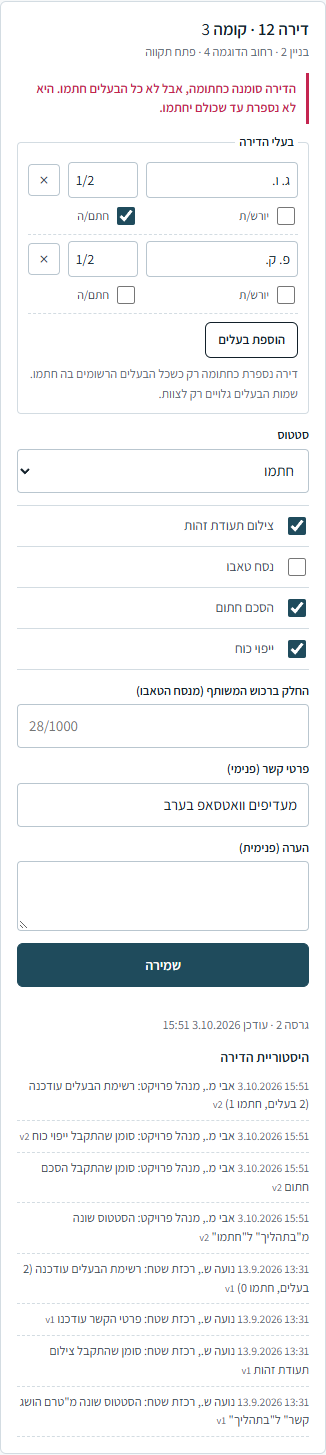 דירה 12 · קומה 3
בניין 2 · רחוב הדוגמה 4 · פתח תקווה
הדירה סומנה כחתומה, אבל לא כל הבעלים חתמו. היא
לא נספרת עד שכולם יחתמו.
בעלי הדירה
ג. ו.
1/2
×
יורש/ת
חתם/ה
פ. ק.
1/2
×
יורש/ת
חתם/ה
הוספת בעלים
דירה נספרת כחתומה רק כשכל הבעלים הרשומים בה חתמו.
שמות הבעלים גלויים רק לצוות.
סטטוס
חתמו
צילום תעודת זהות
נסח טאבו
הסכם חתום
ייפוי כוח
החלק ברכוש המשותף (מנסח הטאבו)
28/1000
פרטי קשר (פנימי)
מעדיפים וואטסאפ בערב
הערה (פנימית)
שמירה
גרסה 2 · עודכן 3.10.2026 15:51
היסטוריית הדירה
3.10.2026 15:51 אבי מ., מנהל פרויקט: רשימת הבעלים עודכנה
(2 בעלים, חתמו 1) v2
3.10.2026 15:51 אבי מ., מנהל פרויקט: סומן שהתקבל ייפוי כוח v2
3.10.2026 15:51 אבי מ., מנהל פרויקט: סומן שהתקבל הסכם
חתום v2
3.10.2026 15:51 אבי מ., מנהל פרויקט: הסטטוס שונה
מ"בתהליך" ל"חתמו" v2
13.9.2026 13:31 נועה ש., רכזת שטח: רשימת הבעלים עודכנה (2
בעלים, חתמו 0) v1
13.9.2026 13:31 נועה ש., רכזת שטח: פרטי הקשר עודכנו v1
13.9.2026 13:31 נועה ש., רכזת שטח: סומן שהתקבל צילום
תעודת זהות v1
13.9.2026 13:31 נועה ש., רכזת שטח: הסטטוס שונה מ"טרם הושג
קשר" ל"בתהליך" v1